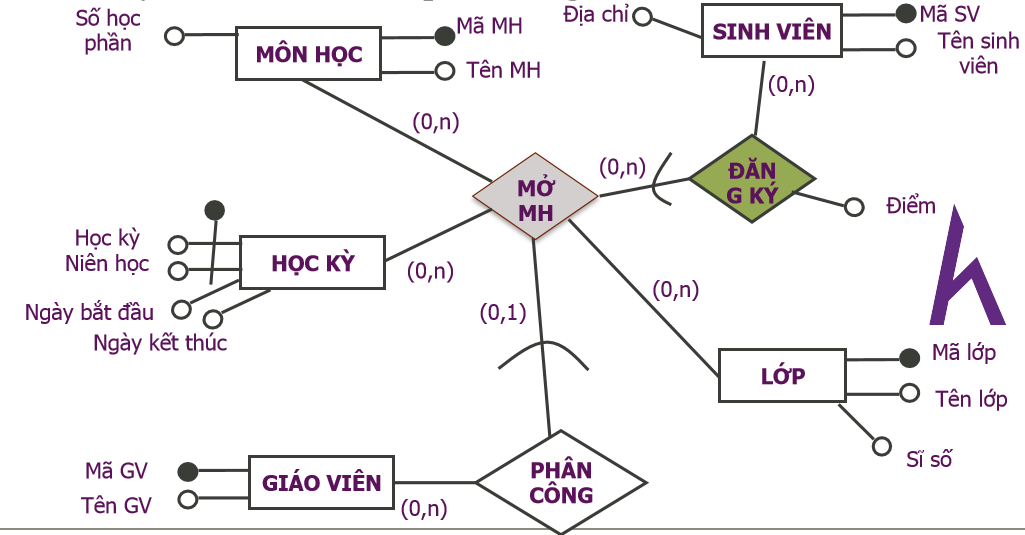 Số học
phần
MÔN HỌC
Mã MH
Tên MH
Địa chỉ
SINH VIÊN
Mã SV
Tên sinh
viên
(0,n)
(0,n)
(0,n)
MỞ
MH
ĐĂN
G KÝ
Điểm
Học kỳ
Niên học
HỌC KỲ
(0,n)
Ngày bắt đầu
Ngày kết thúc
(0,1)
(0,n)
LỚP
Mã lớp
Tên lớp
Sĩ số
Mã GV
Tên GV
GIÁO VIÊN
(0,n)
PHÂN
CÔNG